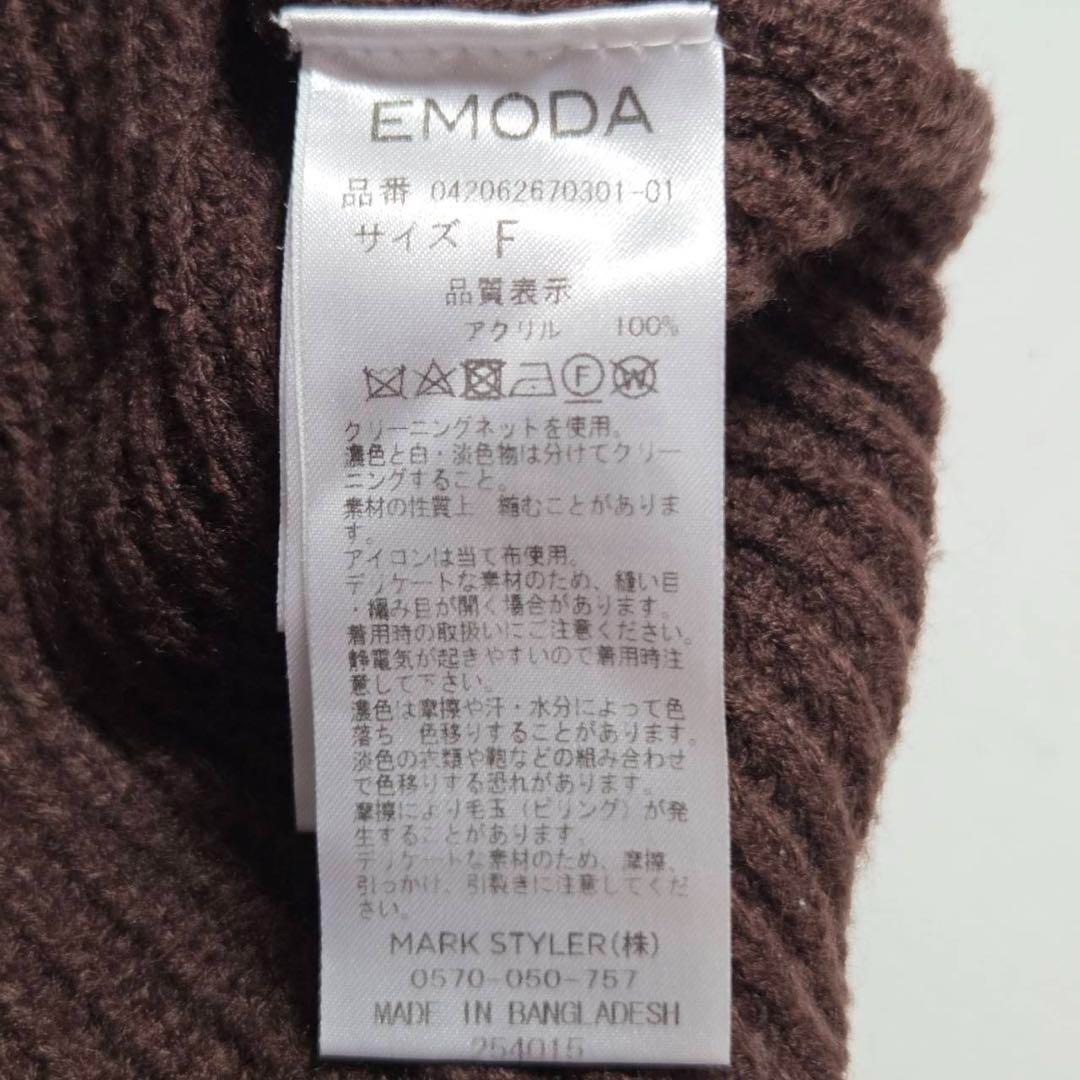 EMODA
品番 042062670301-01
サイズ F
品質表示
アクリル 100%
F W
クリーニングネットを使用。
濃色と白・淡色物は分けてクリー
ニングすること。
素材の性質上 縮むことがありま
す。
アイロンは当て布使用。
デリケートな素材のため、縫い目
・編み目が開く場合があります。
着用時の取扱いにご注意ください。
静電気が起きやすいので着用時注
意して下さい。
濃色は摩擦や汗・水分によって色
落ち 色移りすることがあります。
淡色の衣類や鞄などの組み合わせ
で色移りする恐れがあります。
摩擦により毛玉(ピリング)が発
生することがあります。
デリケートな素材のため、摩擦、
引っかけ、引裂きに注意してくだ
さい。
MARK STYLER(株)
0570-050-757
MADE IN BANGLADESH
254015